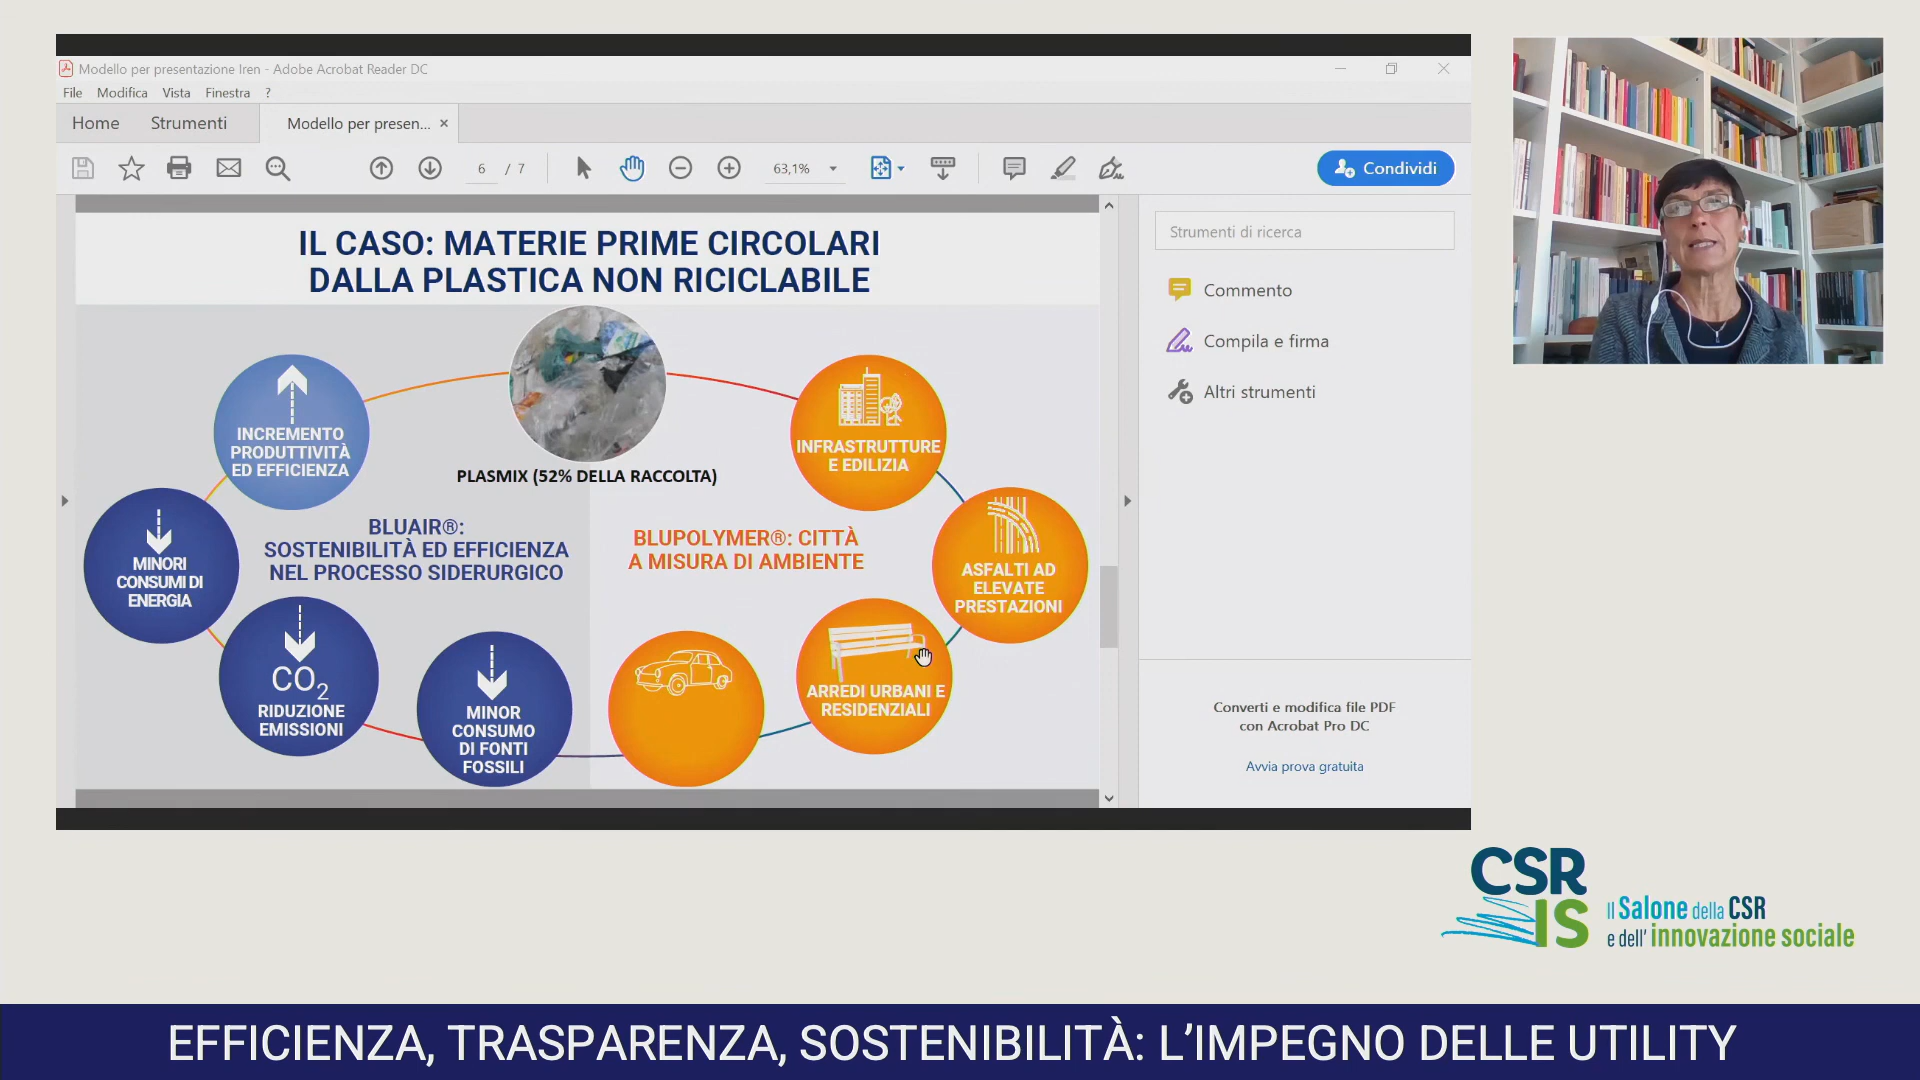 Modello per presentazione Iren - Adobe Acrobat Reader DC
File Modifica Vista Finestra ?
Home Strumenti Modello per presen... ×
6 / 7 63,1% Condividi
IL CASO: MATERIE PRIME CIRCOLARI
DALLA PLASTICA NON RICICLABILE
INCREMENTO
PRODUTTIVITÀ
ED EFFICIENZA
PLASMIX (52% DELLA RACCOLTA)
INFRASTRUTTURE
E EDILIZIA
MINORI
CONSUMI DI
ENERGIA
BLUAIR®:
SOSTENIBILITÀ ED EFFICIENZA
NEL PROCESSO SIDERURGICO
BLUPOLYMER®: CITTÀ
A MISURA DI AMBIENTE
ASFALTI AD
ELEVATE
PRESTAZIONI
CO2
RIDUZIONE
EMISSIONI
MINOR
CONSUMO
DI FONTI
FOSSILI
ARREDI URBANI E
RESIDENZIALI
Strumenti di ricerca
Commento
Compila e firma
Altri strumenti
Converti e modifica file PDF
con Acrobat Pro DC
Avvia prova gratuita
CSR
IS
Il Salone della CSR
e dell' innovazione sociale
EFFICIENZA, TRASPARENZA, SOSTENIBILITÀ: L'IMPEGNO DELLE UTILITY